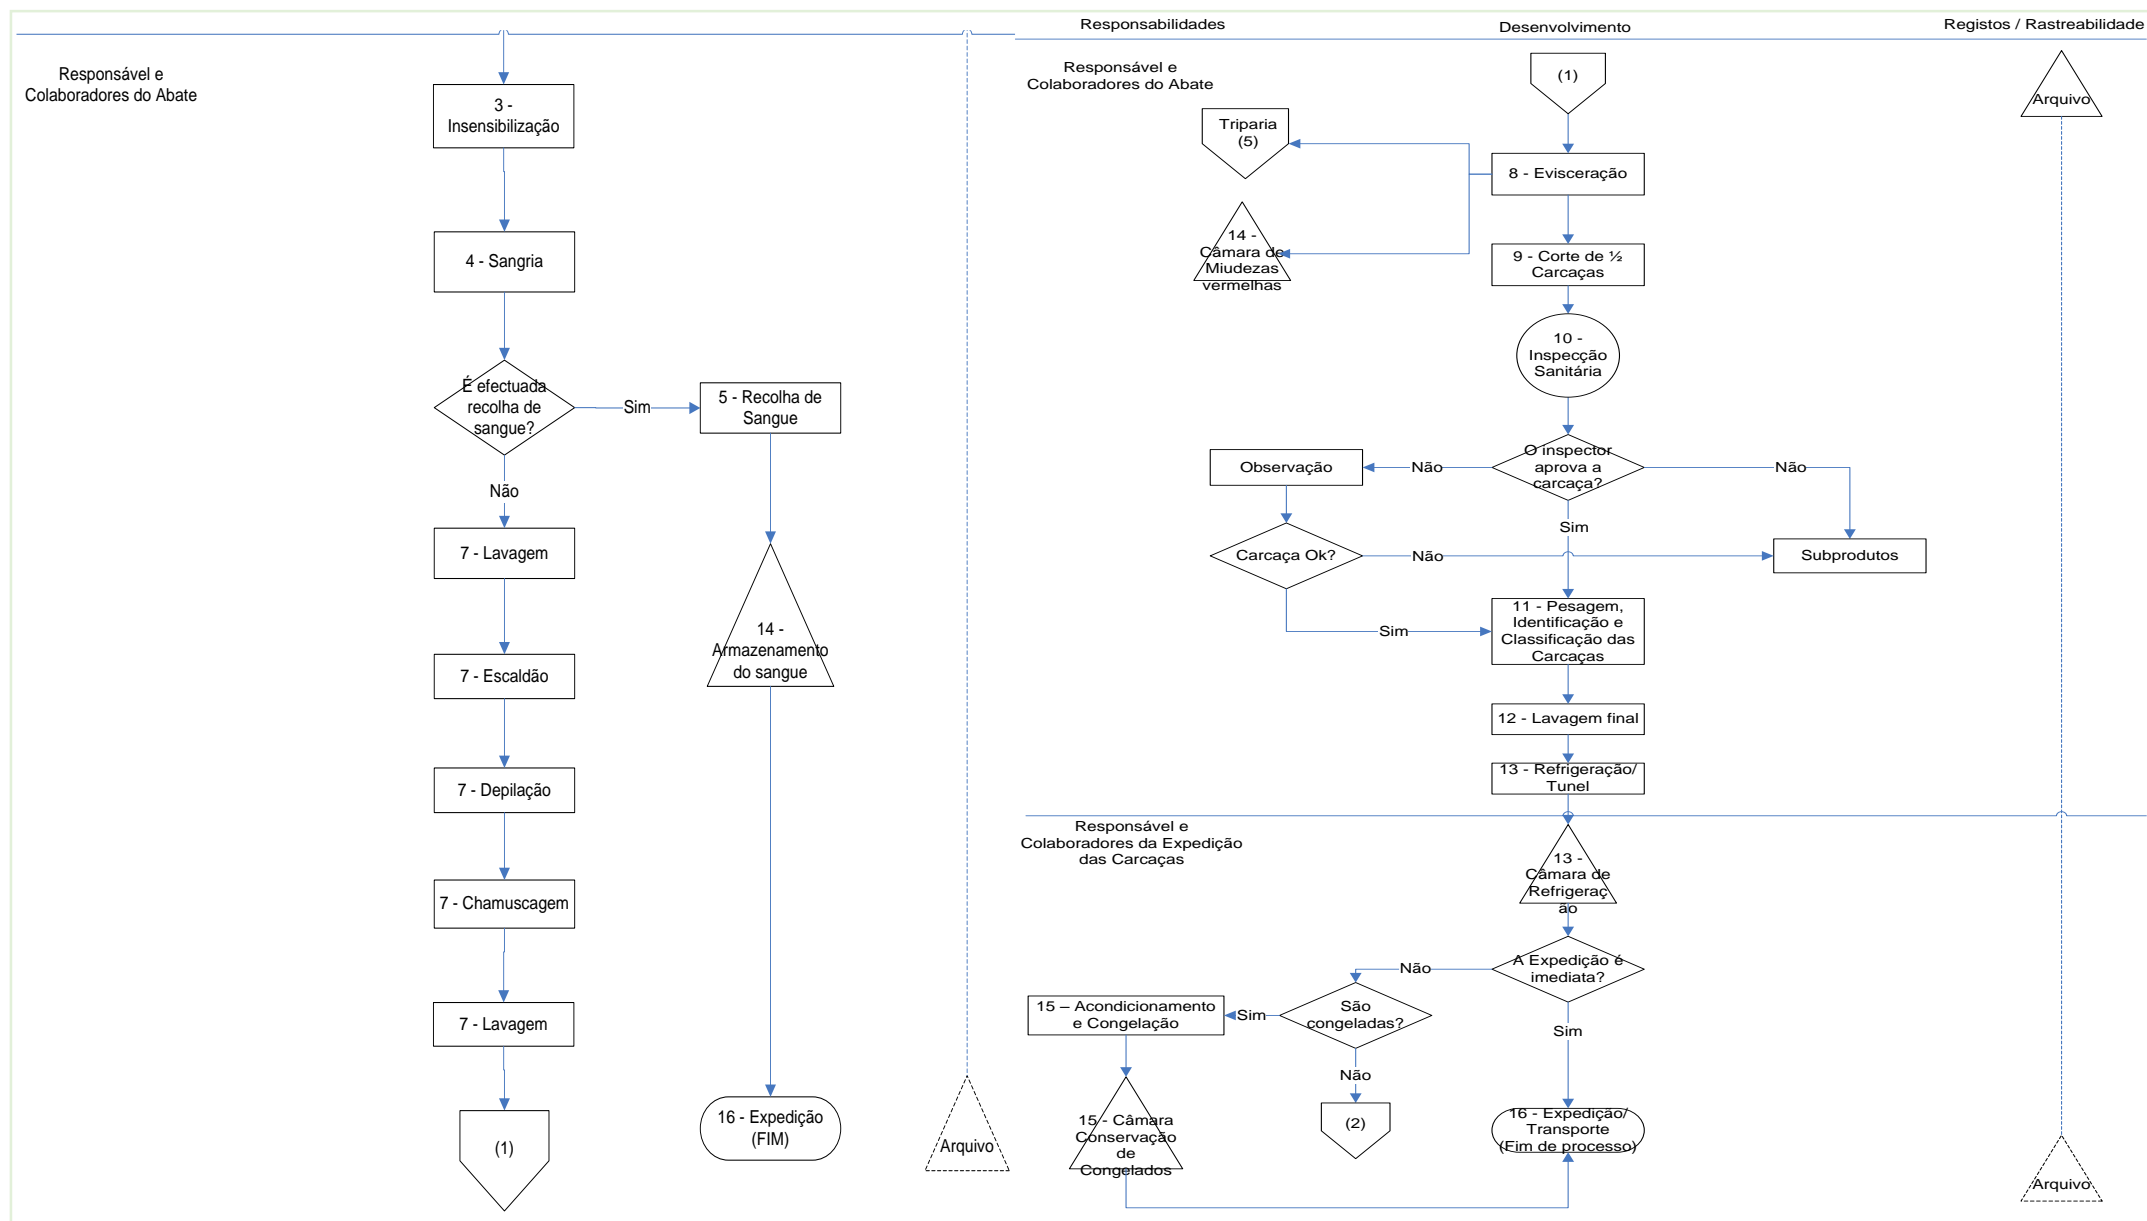 Responsável e
Colaboradores do Abate
3 -
Insensibilização
4 - Sangria
É efectuada
recolha de
sangue?
Sim
5 - Recolha de
Sangue
Não
7 - Lavagem
14 -
Armazenamento
do sangue
7 - Escaldão
7 - Depilação
7 - Chamuscagem
7 - Lavagem
(1)
16 - Expedição
(FIM)
Arquivo
Responsabilidades
Desenvolvimento
Registos / Rastreabilidade
Responsável e
Colaboradores do Abate
(1)
Arquivo
Triparia
(5)
8 - Evisceração
14 -
Câmara de
Miudezas
vermelhas
9 - Corte de ½
Carcaças
10 -
Inspecção
Sanitária
O inspector
aprova a
carcaça?
Não
Observação
Não
Sim
Carcaça Ok?
Não
Subprodutos
Sim
11 - Pesagem,
Identificação e
Classificação das
Carcaças
12 - Lavagem final
13 - Refrigeração/
Tunel
Responsável e
Colaboradores da Expedição
das Carcaças
13 -
Câmara de
Refrigeraç
ão
A Expedição é
imediata?
Não
São
congeladas?
Sim
15 – Acondicionamento
e Congelação
Sim
Não
15 - Câmara
Conservação
de
Congelados
(2)
16 - Expedição/
Transporte
(Fim de processo)
Arquivo